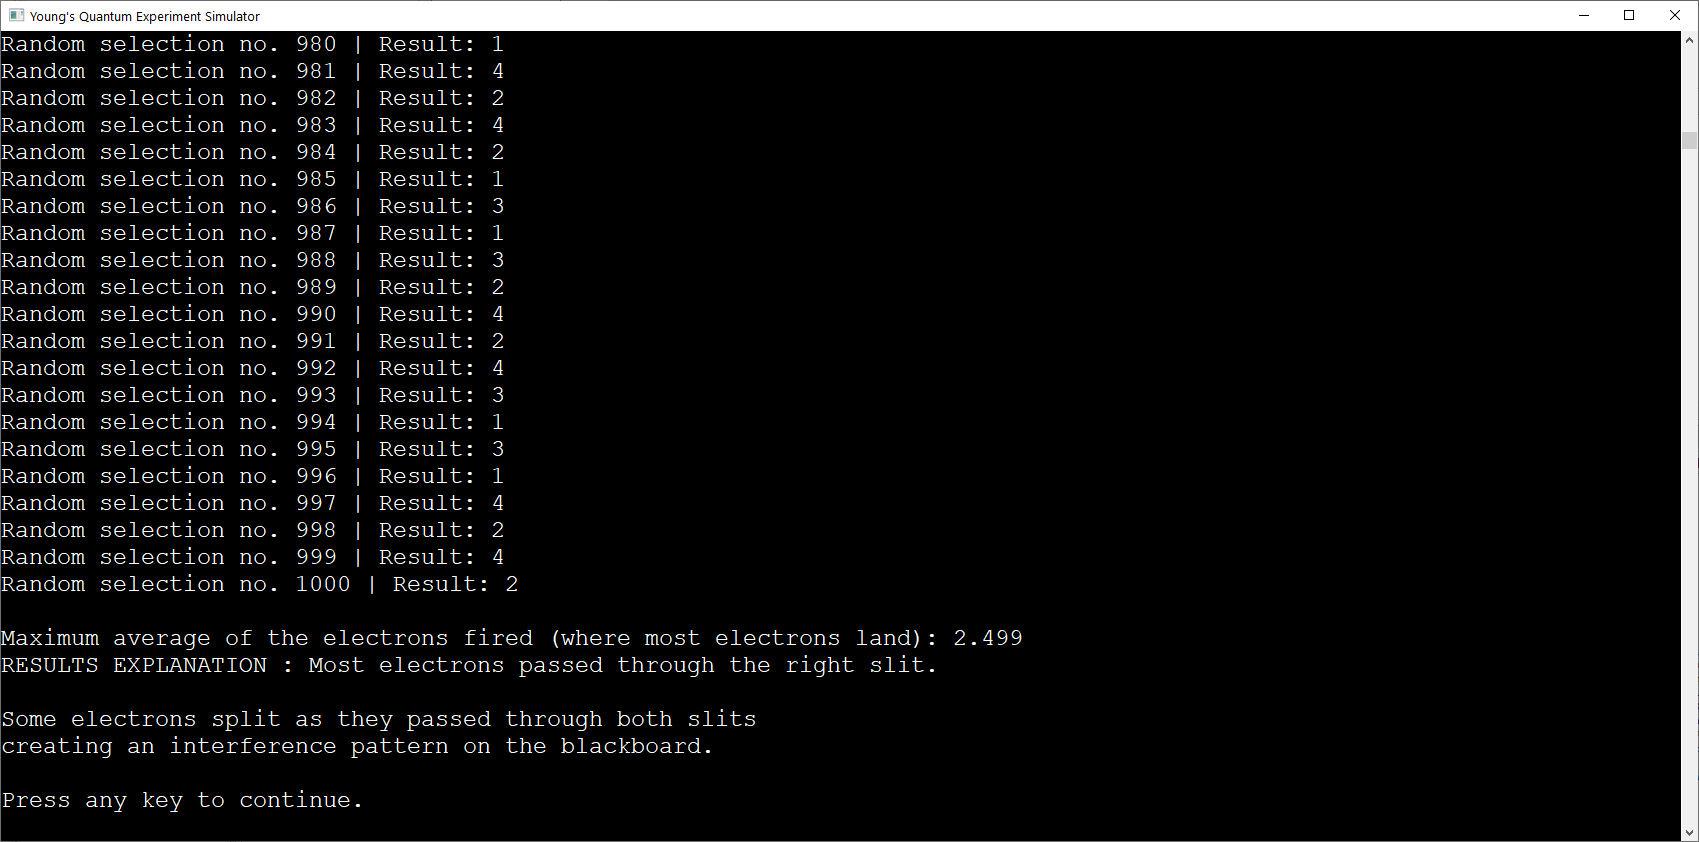 Young's Quantum Experiment Simulator
Random selection no. 980 | Result: 1
Random selection no. 981 | Result: 4
Random selection no. 982 | Result: 2
Random selection no. 983 | Result: 4
Random selection no. 984 | Result: 2
Random selection no. 985 | Result: 1
Random selection no. 986 | Result: 3
Random selection no. 987 | Result: 1
Random selection no. 988 | Result: 3
Random selection no. 989 | Result: 2
Random selection no. 990 | Result: 4
Random selection no. 991 | Result: 2
Random selection no. 992 | Result: 4
Random selection no. 993 | Result: 3
Random selection no. 994 | Result: 1
Random selection no. 995 | Result: 3
Random selection no. 996 | Result: 1
Random selection no. 997 | Result: 4
Random selection no. 998 | Result: 2
Random selection no. 999 | Result: 4
Random selection no. 1000 | Result: 2
Maximum average of the electrons fired (where most electrons land): 2.499
RESULTS EXPLANATION : Most electrons passed through the right slit.
Some electrons split as they passed through both slits
creating an interference pattern on the blackboard.
Press any key to continue.